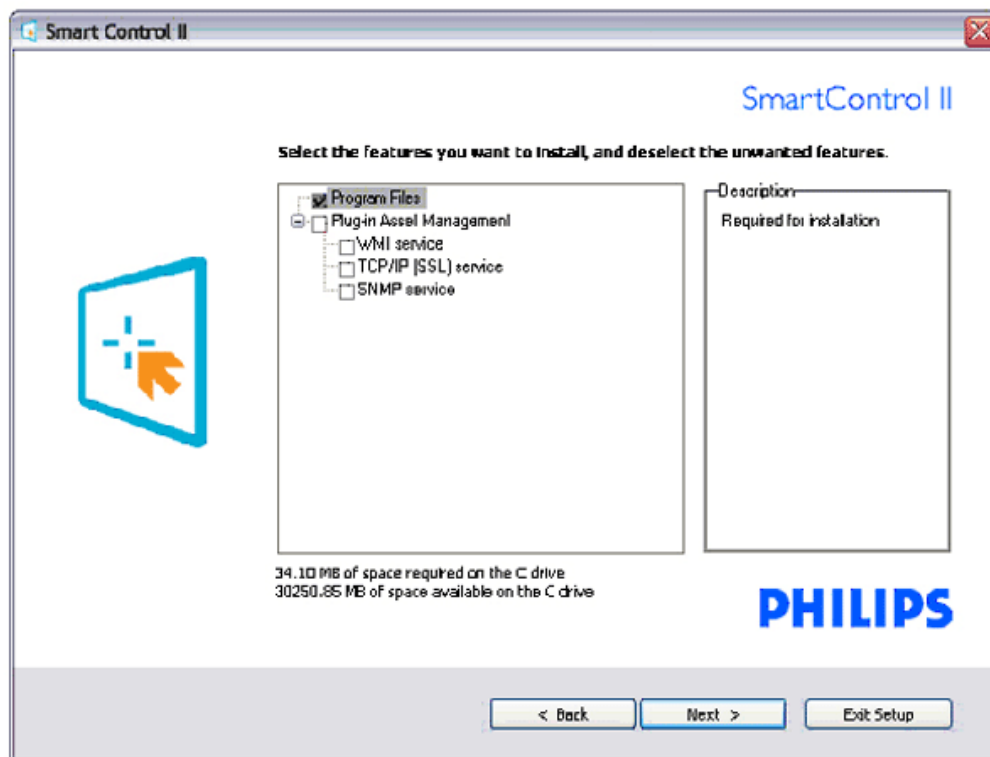 Smart Control II
SmartControl II
Select the features you want to install, and deselect the unwanted features.
Program Files
Plug-in Asset Management
WMI service
TCP/IP (SSL) service
SNMP service
Description
Required for installation
34.10 MB of space required on the C drive
30250.85 MB of space available on the C drive
PHILIPS
< Back
Next >
Exit Setup